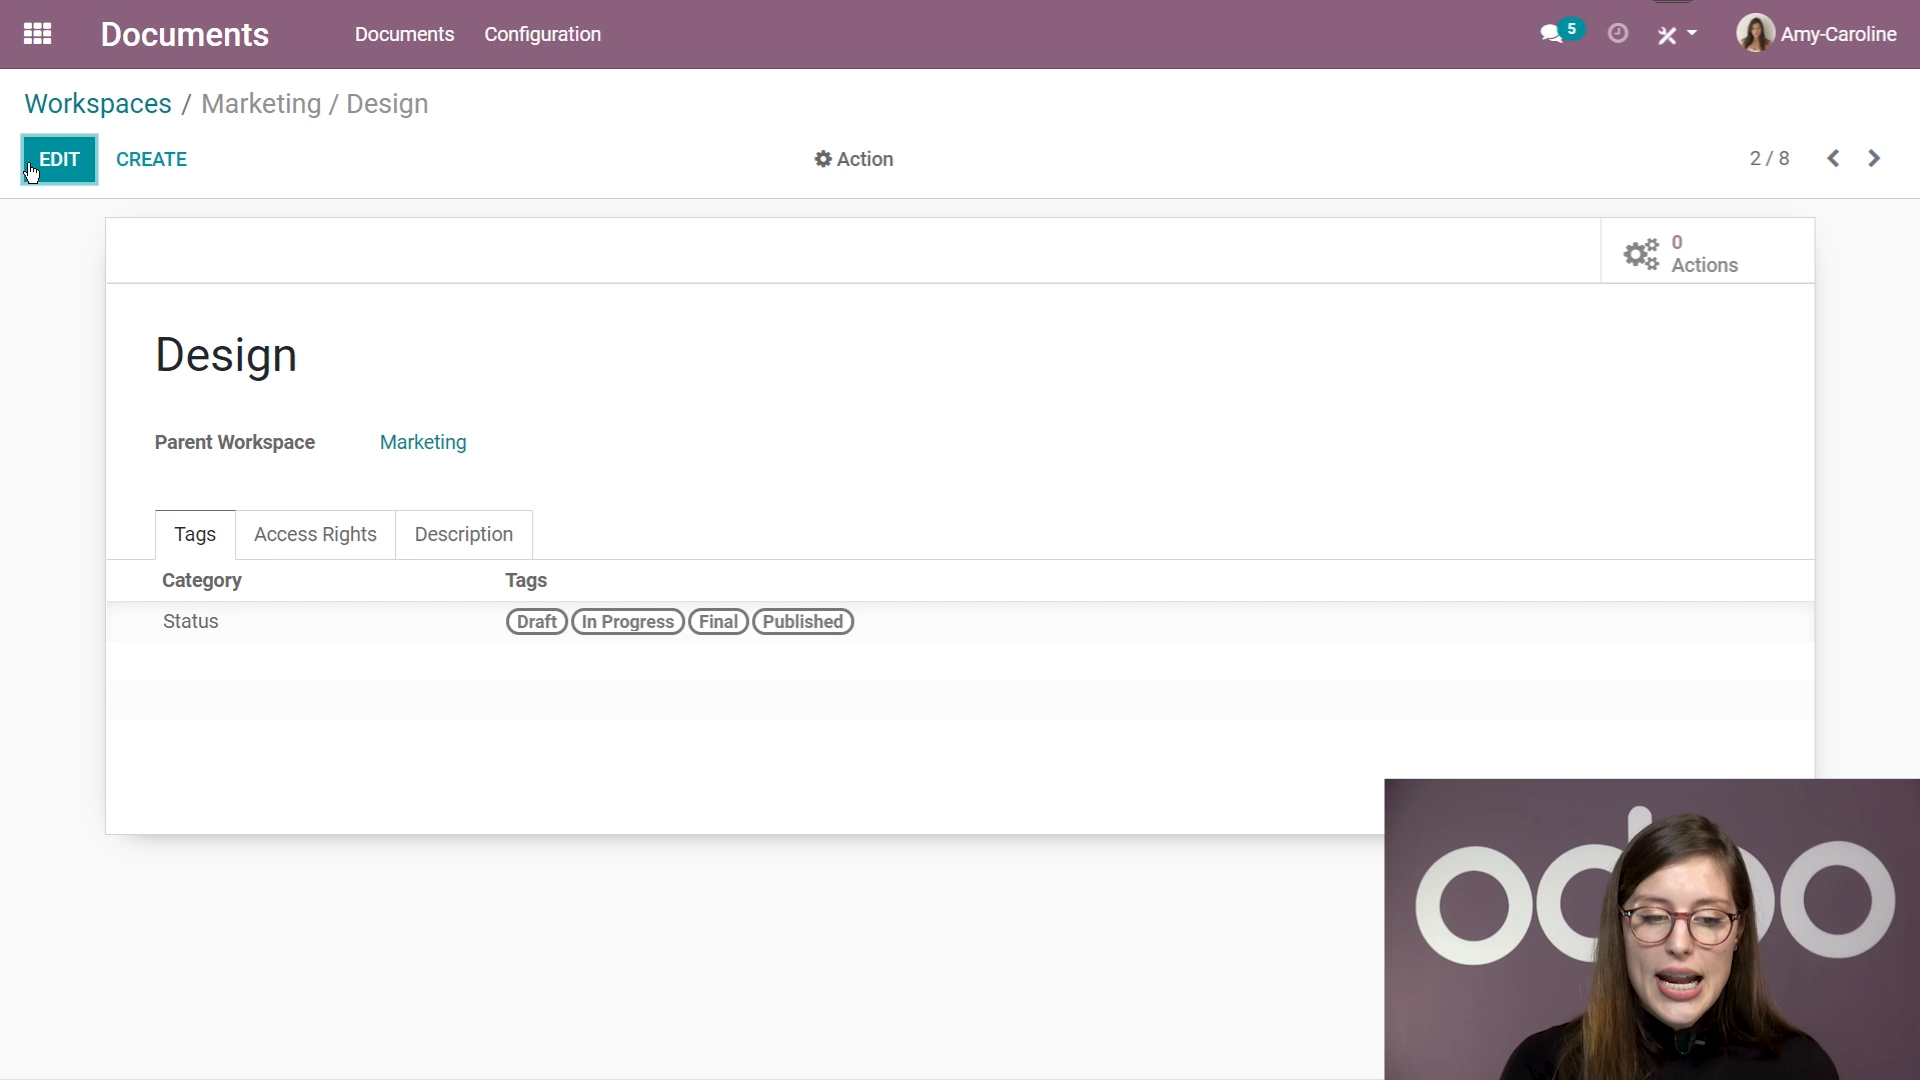 Documents Documents Configuration 5 Amy-Caroline
Workspaces / Marketing / Design
EDIT CREATE Action 2 / 8
0
Actions
Design
Parent Workspace Marketing
Tags Access Rights Description
Category Tags
Status Draft In Progress Final Published
odoo